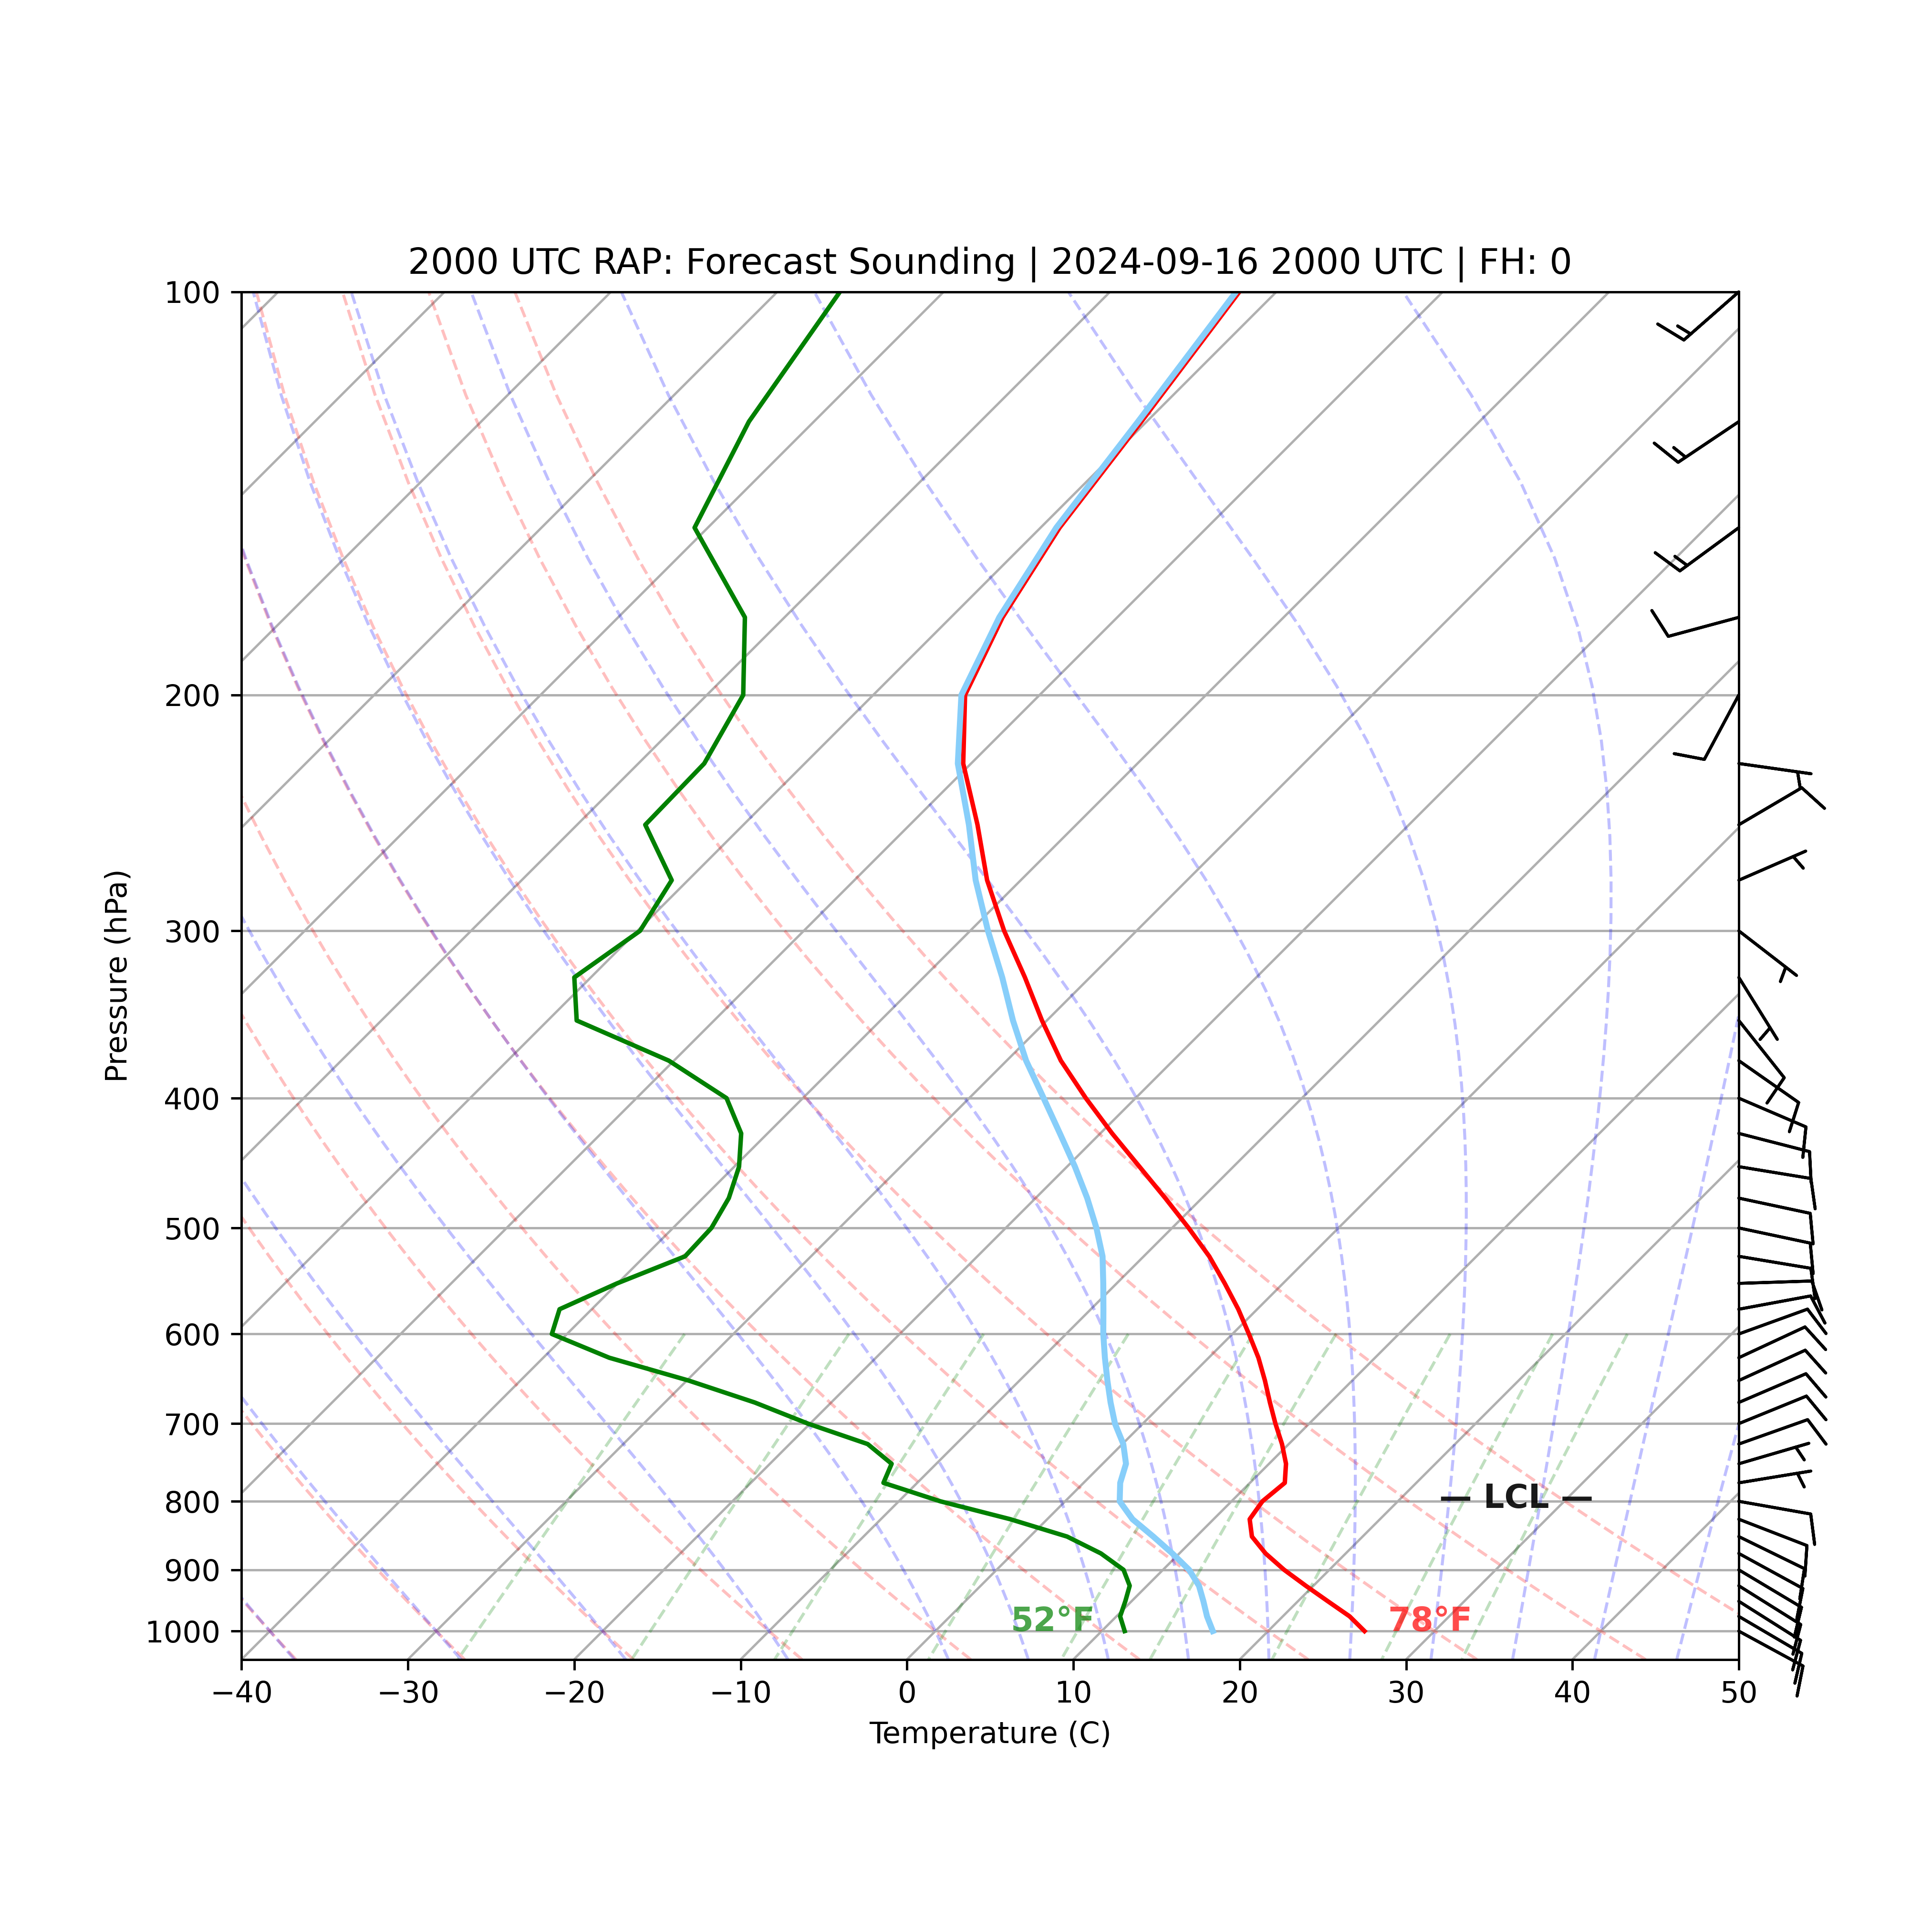 2000 UTC RAP: Forecast Sounding | 2024-09-16 2000 UTC | FH: 0
100
200
300
400
500
600
700
800
900
1000
Pressure (hPa)
— LCL —
52°F
78°F
−40 −30 −20 −10 0 10 20 30 40 50
Temperature (C)